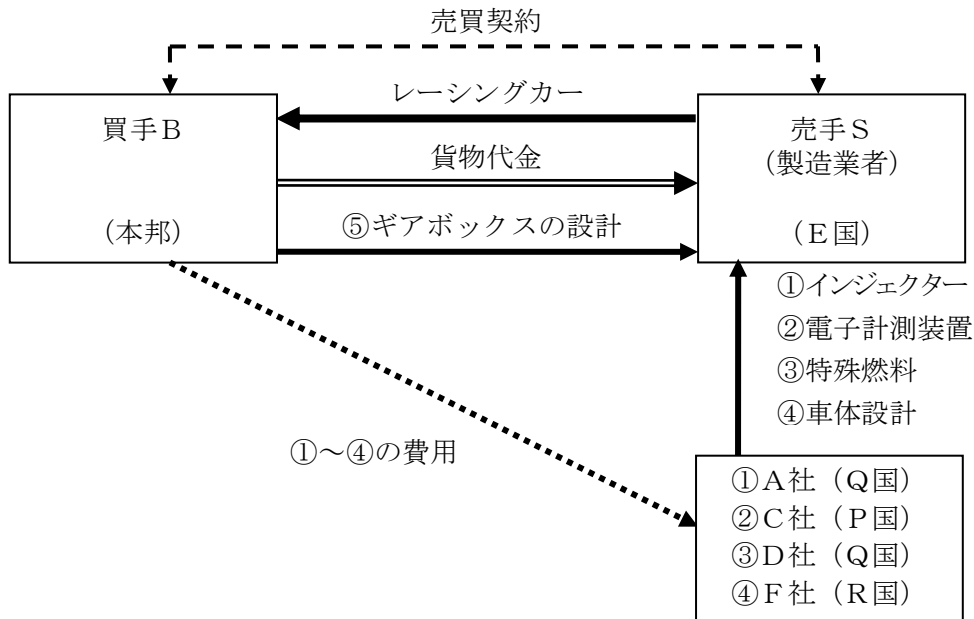 売買契約
レーシングカー
買手B
(本邦)
売手S
(製造業者)
(E国)
貨物代金
⑤ギアボックスの設計
①インジェクター
②電子計測装置
③特殊燃料
④車体設計
①~④の費用
①A社(Q国)
②C社(P国)
③D社(Q国)
④F社(R国)